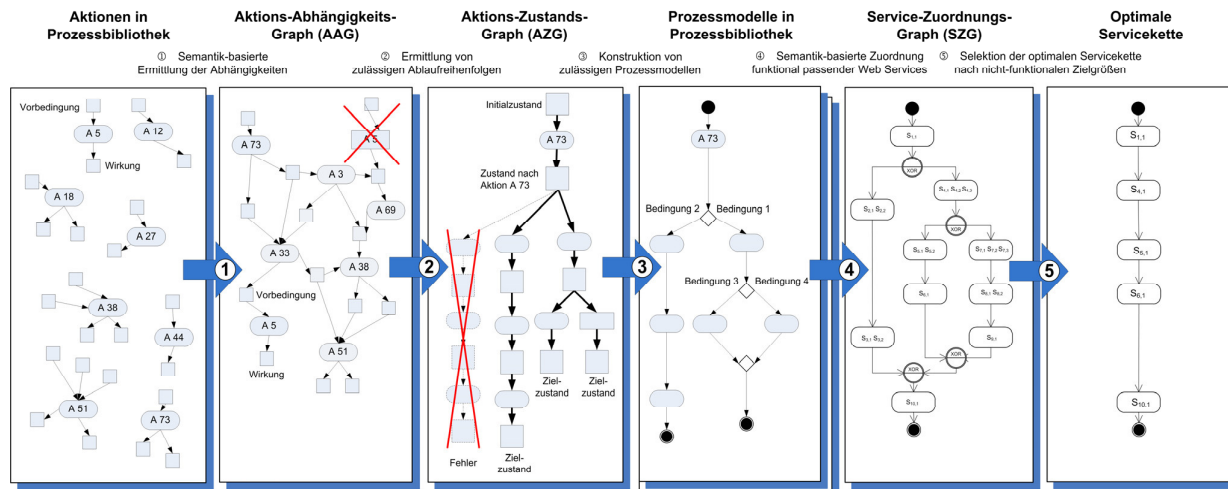 Aktionen in
Prozessbibliothek
Aktions-Abhängigkeits-
Graph (AAG)
Aktions-Zustands-
Graph (AZG)
Prozessmodelle in
Prozessbibliothek
Service-Zuordnungs-
Graph (SZG)
Optimale
Servicekette
① Semantik-basierte
Ermittlung der Abhängigkeiten
② Ermittlung von
zulässigen Ablaufreihenfolgen
③ Konstruktion von
zulässigen Prozessmodellen
④ Semantik-basierte Zuordnung
funktional passender Web Services
⑤ Selektion der optimalen Servicekette
nach nicht-funktionalen Zielgrößen
Vorbedingung
A 5
A 12
Wirkung
A 18
A 27
A 38
A 44
A 51
A 73
1
A 73
A 5
A 3
A 69
A 33
A 38
Vorbedingung
A 5
A 51
Wirkung
2
Initialzustand
A 73
Zustand nach
Aktion A 73
Ziel-
zustand
Ziel-
zustand
Fehler
Ziel-
zustand
3
A 73
Bedingung 2
Bedingung 1
Bedingung 3
Bedingung 4
4
S1,1
XOR
S2,1 S2,2
S4,1 S4,2 S4,3
XOR
S5,1 S5,2
S7,1 S7,2 S7,3
S6,1
S8,1 S8,2
S3,1 S3,2
S9,1
XOR
XOR
S10,1
5
S1,1
S4,1
S5,1
S6,1
S10,1